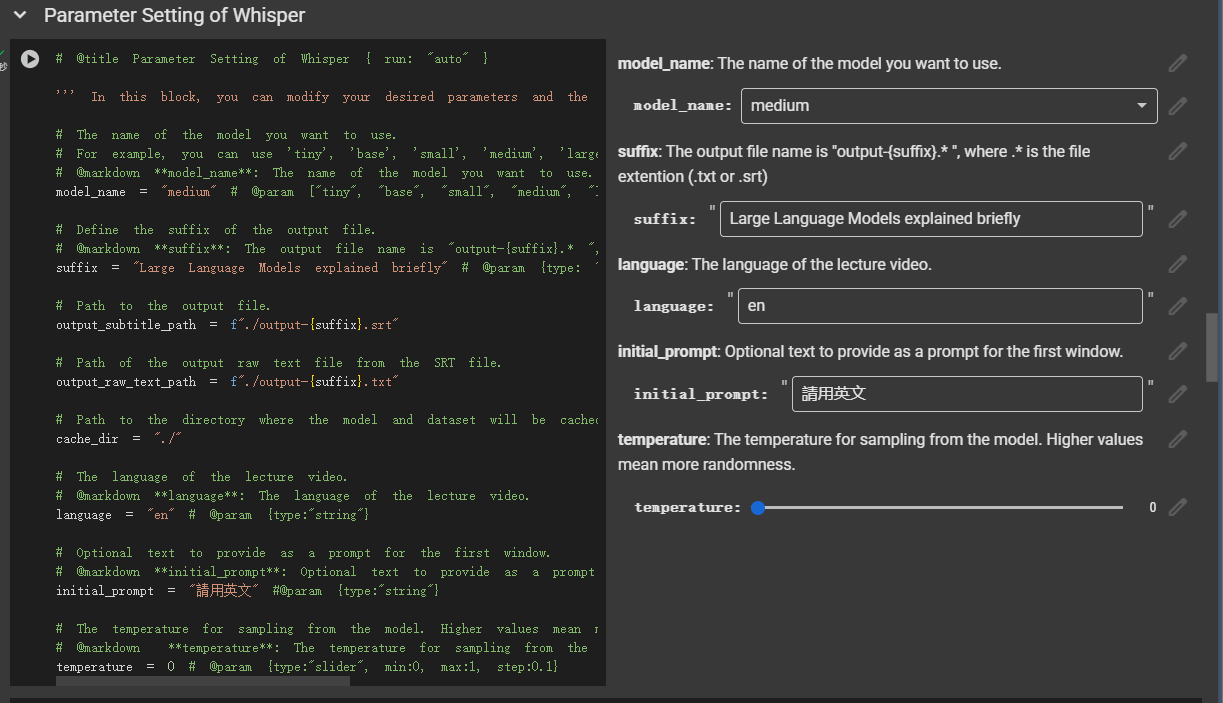 Parameter Setting of Whisper
秒
# @title Parameter Setting of Whisper { run: "auto" }
''' In this block, you can modify your desired parameters and the
# The name of the model you want to use.
# For example, you can use 'tiny', 'base', 'small', 'medium', 'large
# @markdown **model_name**: The name of the model you want to use.
model_name = "medium" # @param ["tiny", "base", "small", "medium", "l
# Define the suffix of the output file.
# @markdown **suffix**: The output file name is "output-{suffix}.* ",
suffix = "Large Language Models explained briefly" # @param {type: "
# Path to the output file.
output_subtitle_path = f"./output-{suffix}.srt"
# Path of the output raw text file from the SRT file.
output_raw_text_path = f"./output-{suffix}.txt"
# Path to the directory where the model and dataset will be cached
cache_dir = "./"
# The language of the lecture video.
# @markdown **language**: The language of the lecture video.
language = "en" # @param {type:"string"}
# Optional text to provide as a prompt for the first window.
# @markdown **initial_prompt**: Optional text to provide as a prompt
initial_prompt = "請用英文" #@param {type:"string"}
# The temperature for sampling from the model. Higher values mean
# @markdown  **temperature**: The temperature for sampling from the
temperature = 0 # @param {type:"slider", min:0, max:1, step:0.1}
model_name: The name of the model you want to use.
model_name: medium
suffix: The output file name is "output-{suffix}.* ", where .* is the file
extention (.txt or .srt)
suffix: " Large Language Models explained briefly "
language: The language of the lecture video.
language: " en "
initial_prompt: Optional text to provide as a prompt for the first window.
initial_prompt: " 請用英文 "
temperature: The temperature for sampling from the model. Higher values
mean more randomness.
temperature: 0